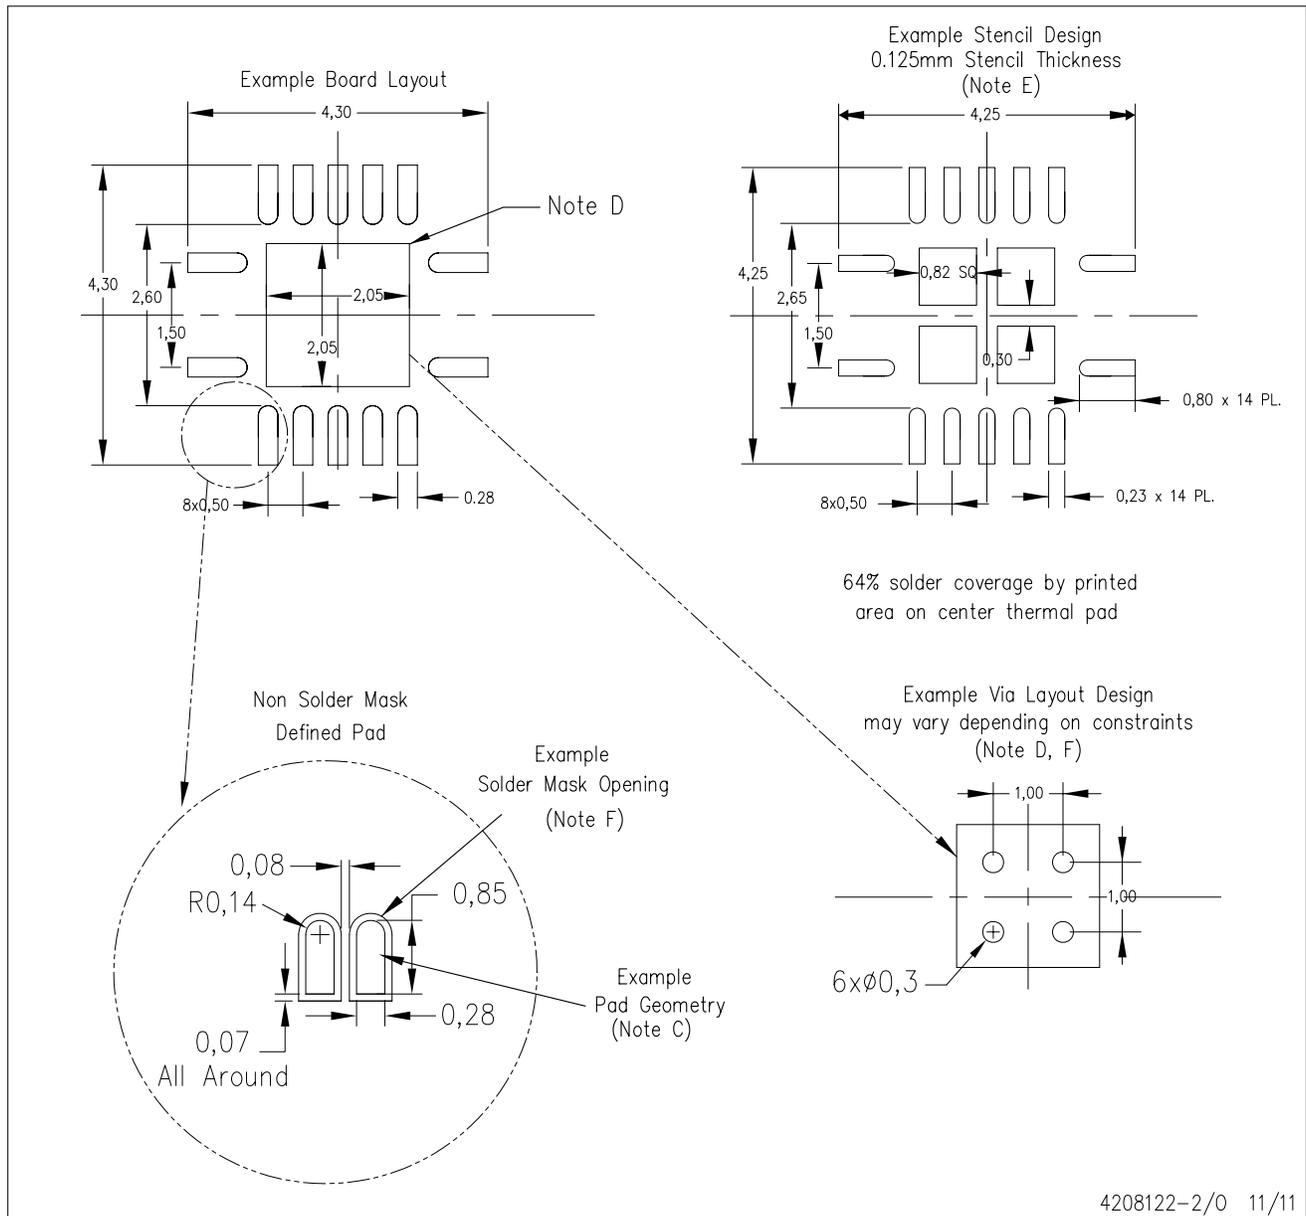 Example Board Layout
4,30
Note D
4,30
2,60
1,50
2,05
2,05
8x0,50
0.28
Example Stencil Design
0.125mm Stencil Thickness
(Note E)
4,25
4,25
2,65
1,50
0,82 SQ
0,30
0,80 x 14 PL.
8x0,50
0,23 x 14 PL.
64% solder coverage by printed
area on center thermal pad
Non Solder Mask
Defined Pad
Example
Solder Mask Opening
(Note F)
0,08
R0,14
0,85
Example
Pad Geometry
(Note C)
0,28
0,07
All Around
Example Via Layout Design
may vary depending on constraints
(Note D, F)
1,00
1,00
6xø0,3
4208122-2/O 11/11